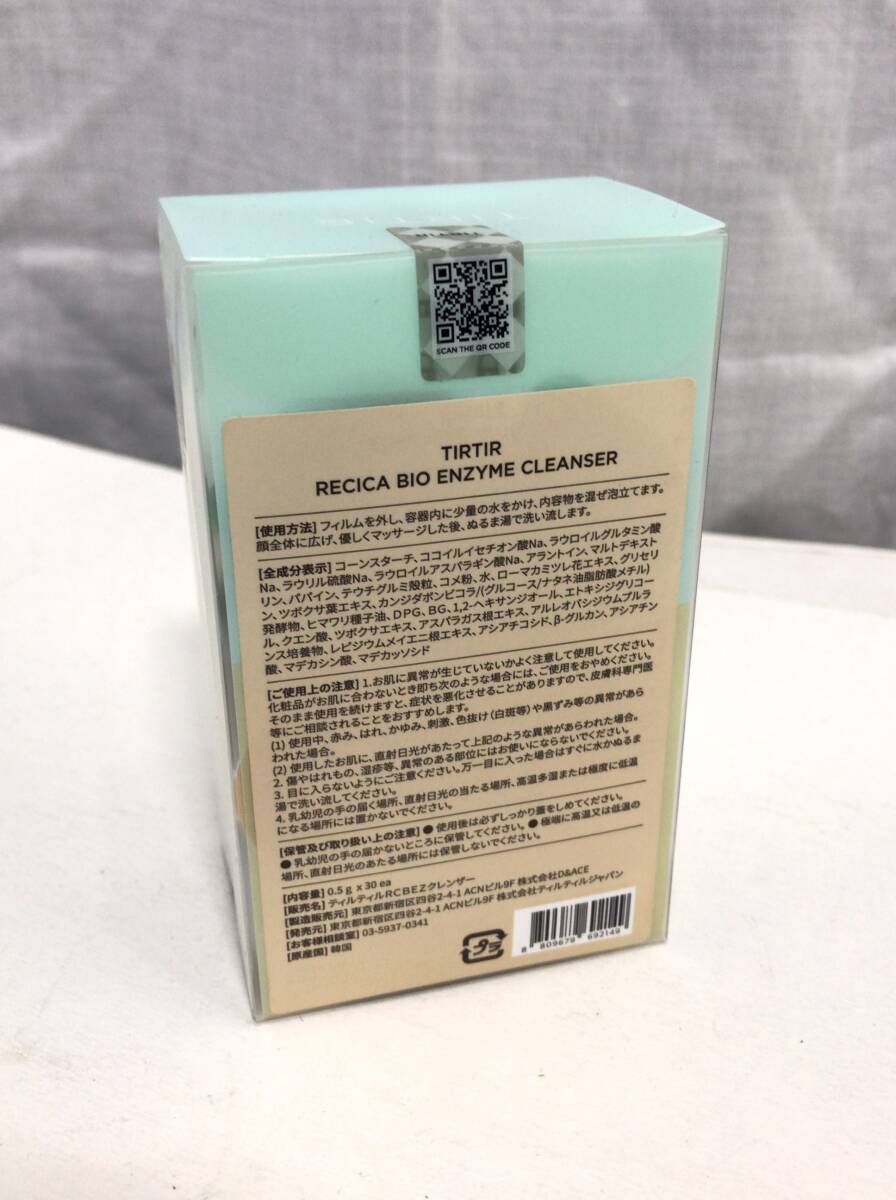 TIRTIR
SCAN THE QR CODE
TIRTIR
RECICA BIO ENZYME CLEANSER
[使用方法] フィルムを外し、容器内に少量の水をかけ、内容物を混ぜ泡立てます。
顔全体に広げ、優しくマッサージした後、ぬるま湯で洗い流します。
[全成分表示] コーンスターチ、ココイルイセチオン酸Na、ラウロイルグルタミン酸
Na、ラウリル硫酸Na、ラウロイルアスパラギン酸Na、アラントイン、マルトデキスト
リン、パパイン、テウチグルミ殻粒、コメ粉、水、ローマカミツレ花エキス、グリセリ
ン、ツボクサ葉エキス、カンジダボンビコラ/(グルコース/ナタネ油脂肪酸メチル)
発酵物、ヒマワリ種子油、DPG、BG、1,2-ヘキサンジオール、エトキシジグリコー
ル、クエン酸、ツボクサエキス、アスパラガス根エキス、アルレオバシジウムプルラ
ンス培養物、レピジウムメイエニ根エキス、アシアチコシド、β-グルカン、アシアチン
酸、マデカシン酸、マデカッソシド
[ご使用上の注意] 1.お肌に異常が生じていないかよく注意して使用してください。
化粧品がお肌に合わないとき即ち次のような場合には、ご使用をおやめください。
そのまま使用を続けますと、症状を悪化させることがありますので、皮膚科専門医
等にご相談されることをおすすめします。
(1) 使用中、赤み、はれ、かゆみ、刺激、色抜け(白斑等)や黒ずみ等の異常があら
われた場合。
(2) 使用したお肌に、直射日光があたって上記のような異常があらわれた場合。
2. 傷やはれもの、湿疹等、異常のある部位にはお使いにならないでください。
3. 目に入らないようにご注意ください。万一目に入った場合はすぐに水かぬるま
湯で洗い流してください。
4. 乳幼児の手の届く場所、直射日光の当たる場所、高温多湿または極度に低温
になる場所には置かないでください。
[保管及び取り扱い上の注意] ● 使用後は必ずしっかり蓋をしめてください。
● 乳幼児の手の届かないところに保管してください。 ● 極端に高温又は低温の
場所、直射日光のあたる場所には保管しないでください。
[内容量] 0.5 g x 30 ea
[販売名] ティルティルRCBEZクレンザー
[製造販売元] 東京都新宿区四谷2-4-1 ACNビル9F 株式会社D&ACE
[発売元] 東京都新宿区四谷2-4-1 ACNビル9F 株式会社ティルティルジャパン
[お客様相談室] 03-5937-0341
[原産国] 韓国
プラ
8 809679 692149